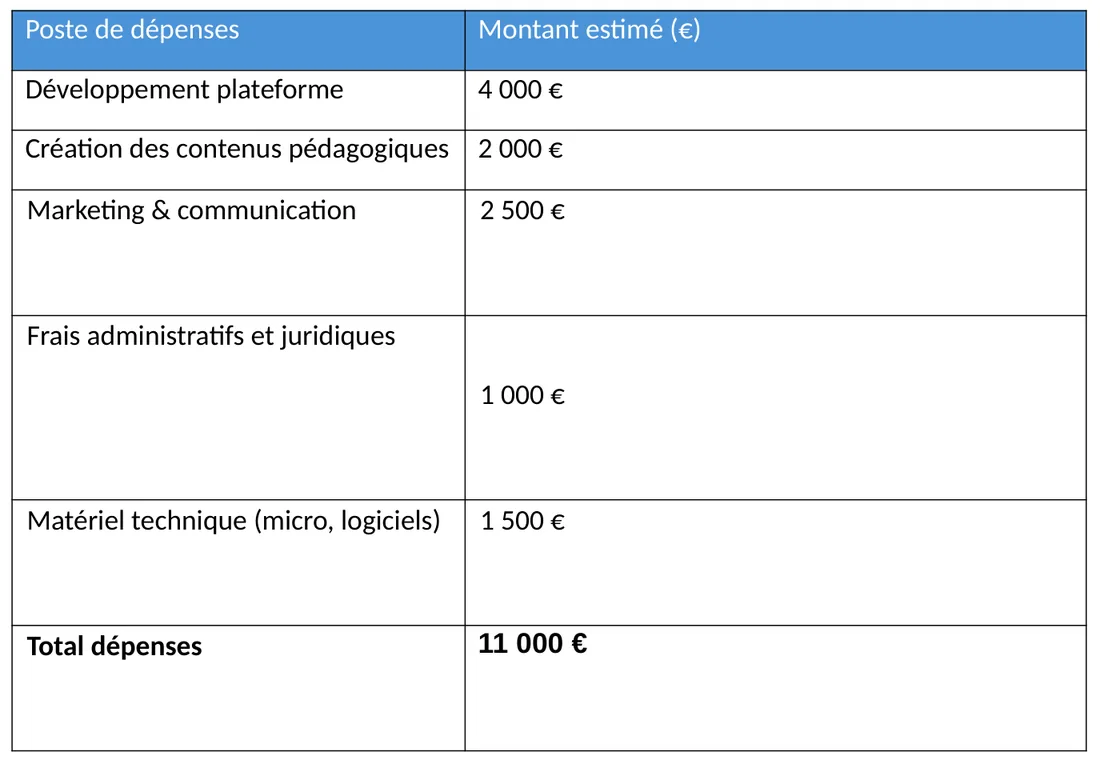 Poste de dépenses
Montant estimé (€)
Développement plateforme
4 000 €
Création des contenus pédagogiques
2 000 €
Marketing & communication
2 500 €
Frais administratifs et juridiques
1 000 €
Matériel technique (micro, logiciels)
1 500 €
Total dépenses
11 000 €